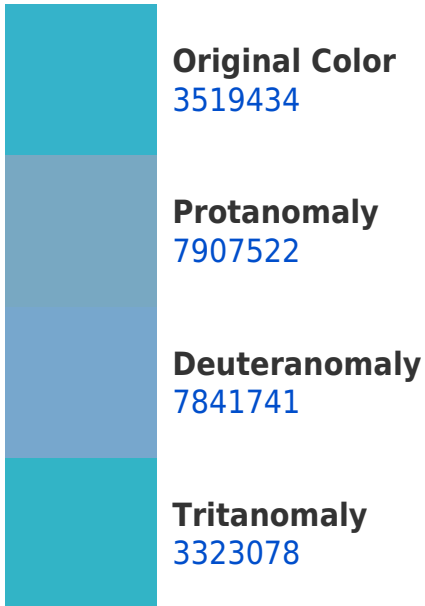 Original Color
3519434
Protanomaly
7907522
Deuteranomaly
7841741
Tritanomaly
3323078